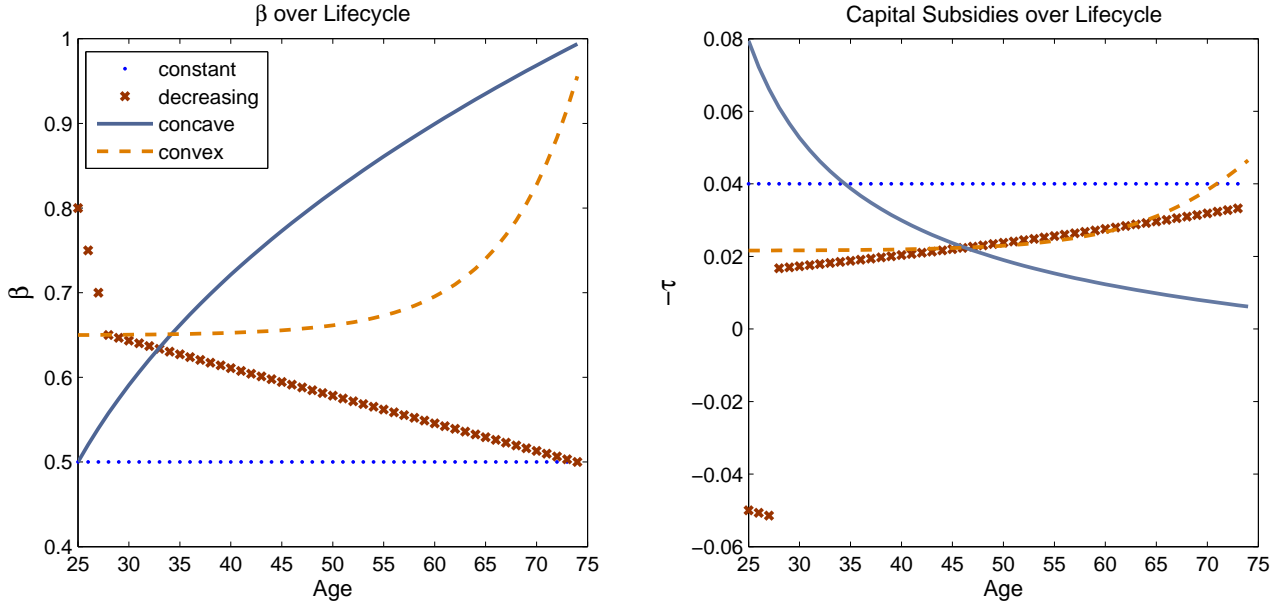 β over Lifecycle
1
0.9
0.8
0.7
0.6
0.5
0.4
β
25 30 35 40 45 50 55 60 65 70 75
Age
constant
decreasing
concave
convex
Capital Subsidies over Lifecycle
0.08
0.06
0.04
0.02
0
−0.02
−0.04
−0.06
−τ
25 30 35 40 45 50 55 60 65 70 75
Age